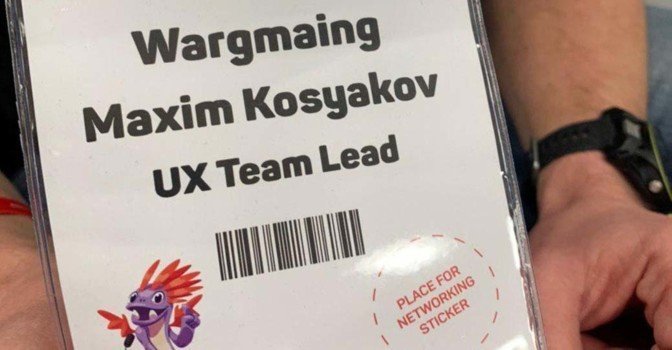 Wargmaing
Maxim Kosyakov
UX Team Lead
PLACE FOR
NETWORKING
STICKER